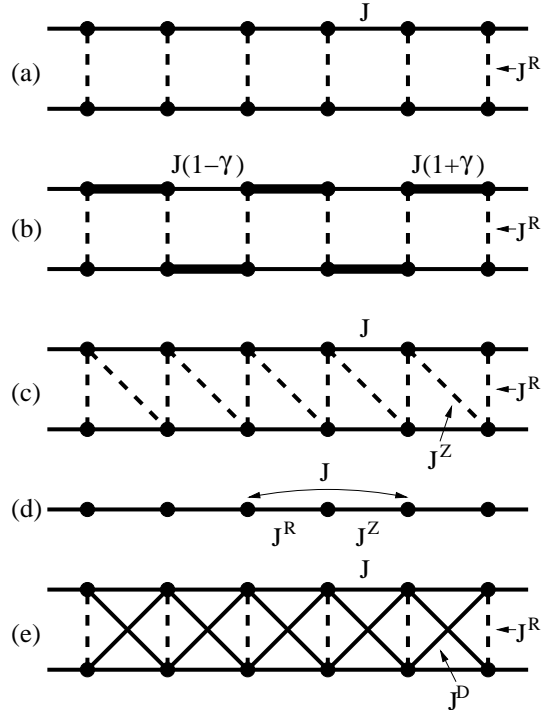 J
(a)
J^R
J(1−γ) J(1+γ)
(b)
J^R
J
(c)
J^R
J^Z
J
(d)
J^R J^Z
J
(e)
J^R
J^D